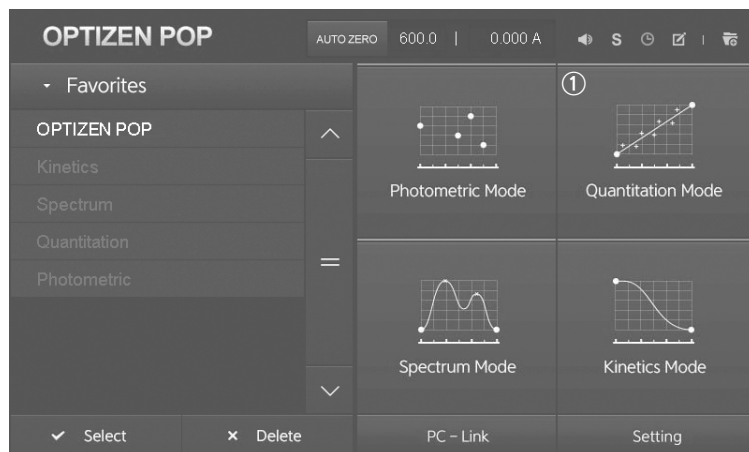 OPTIZEN POP
AUTO ZERO 600.0 | 0.000 A S
Favorites
OPTIZEN POP
Kinetics
Spectrum
Quantitation
Photometric
Select
Delete
Photometric Mode
①
Quantitation Mode
Spectrum Mode
Kinetics Mode
PC – Link
Setting